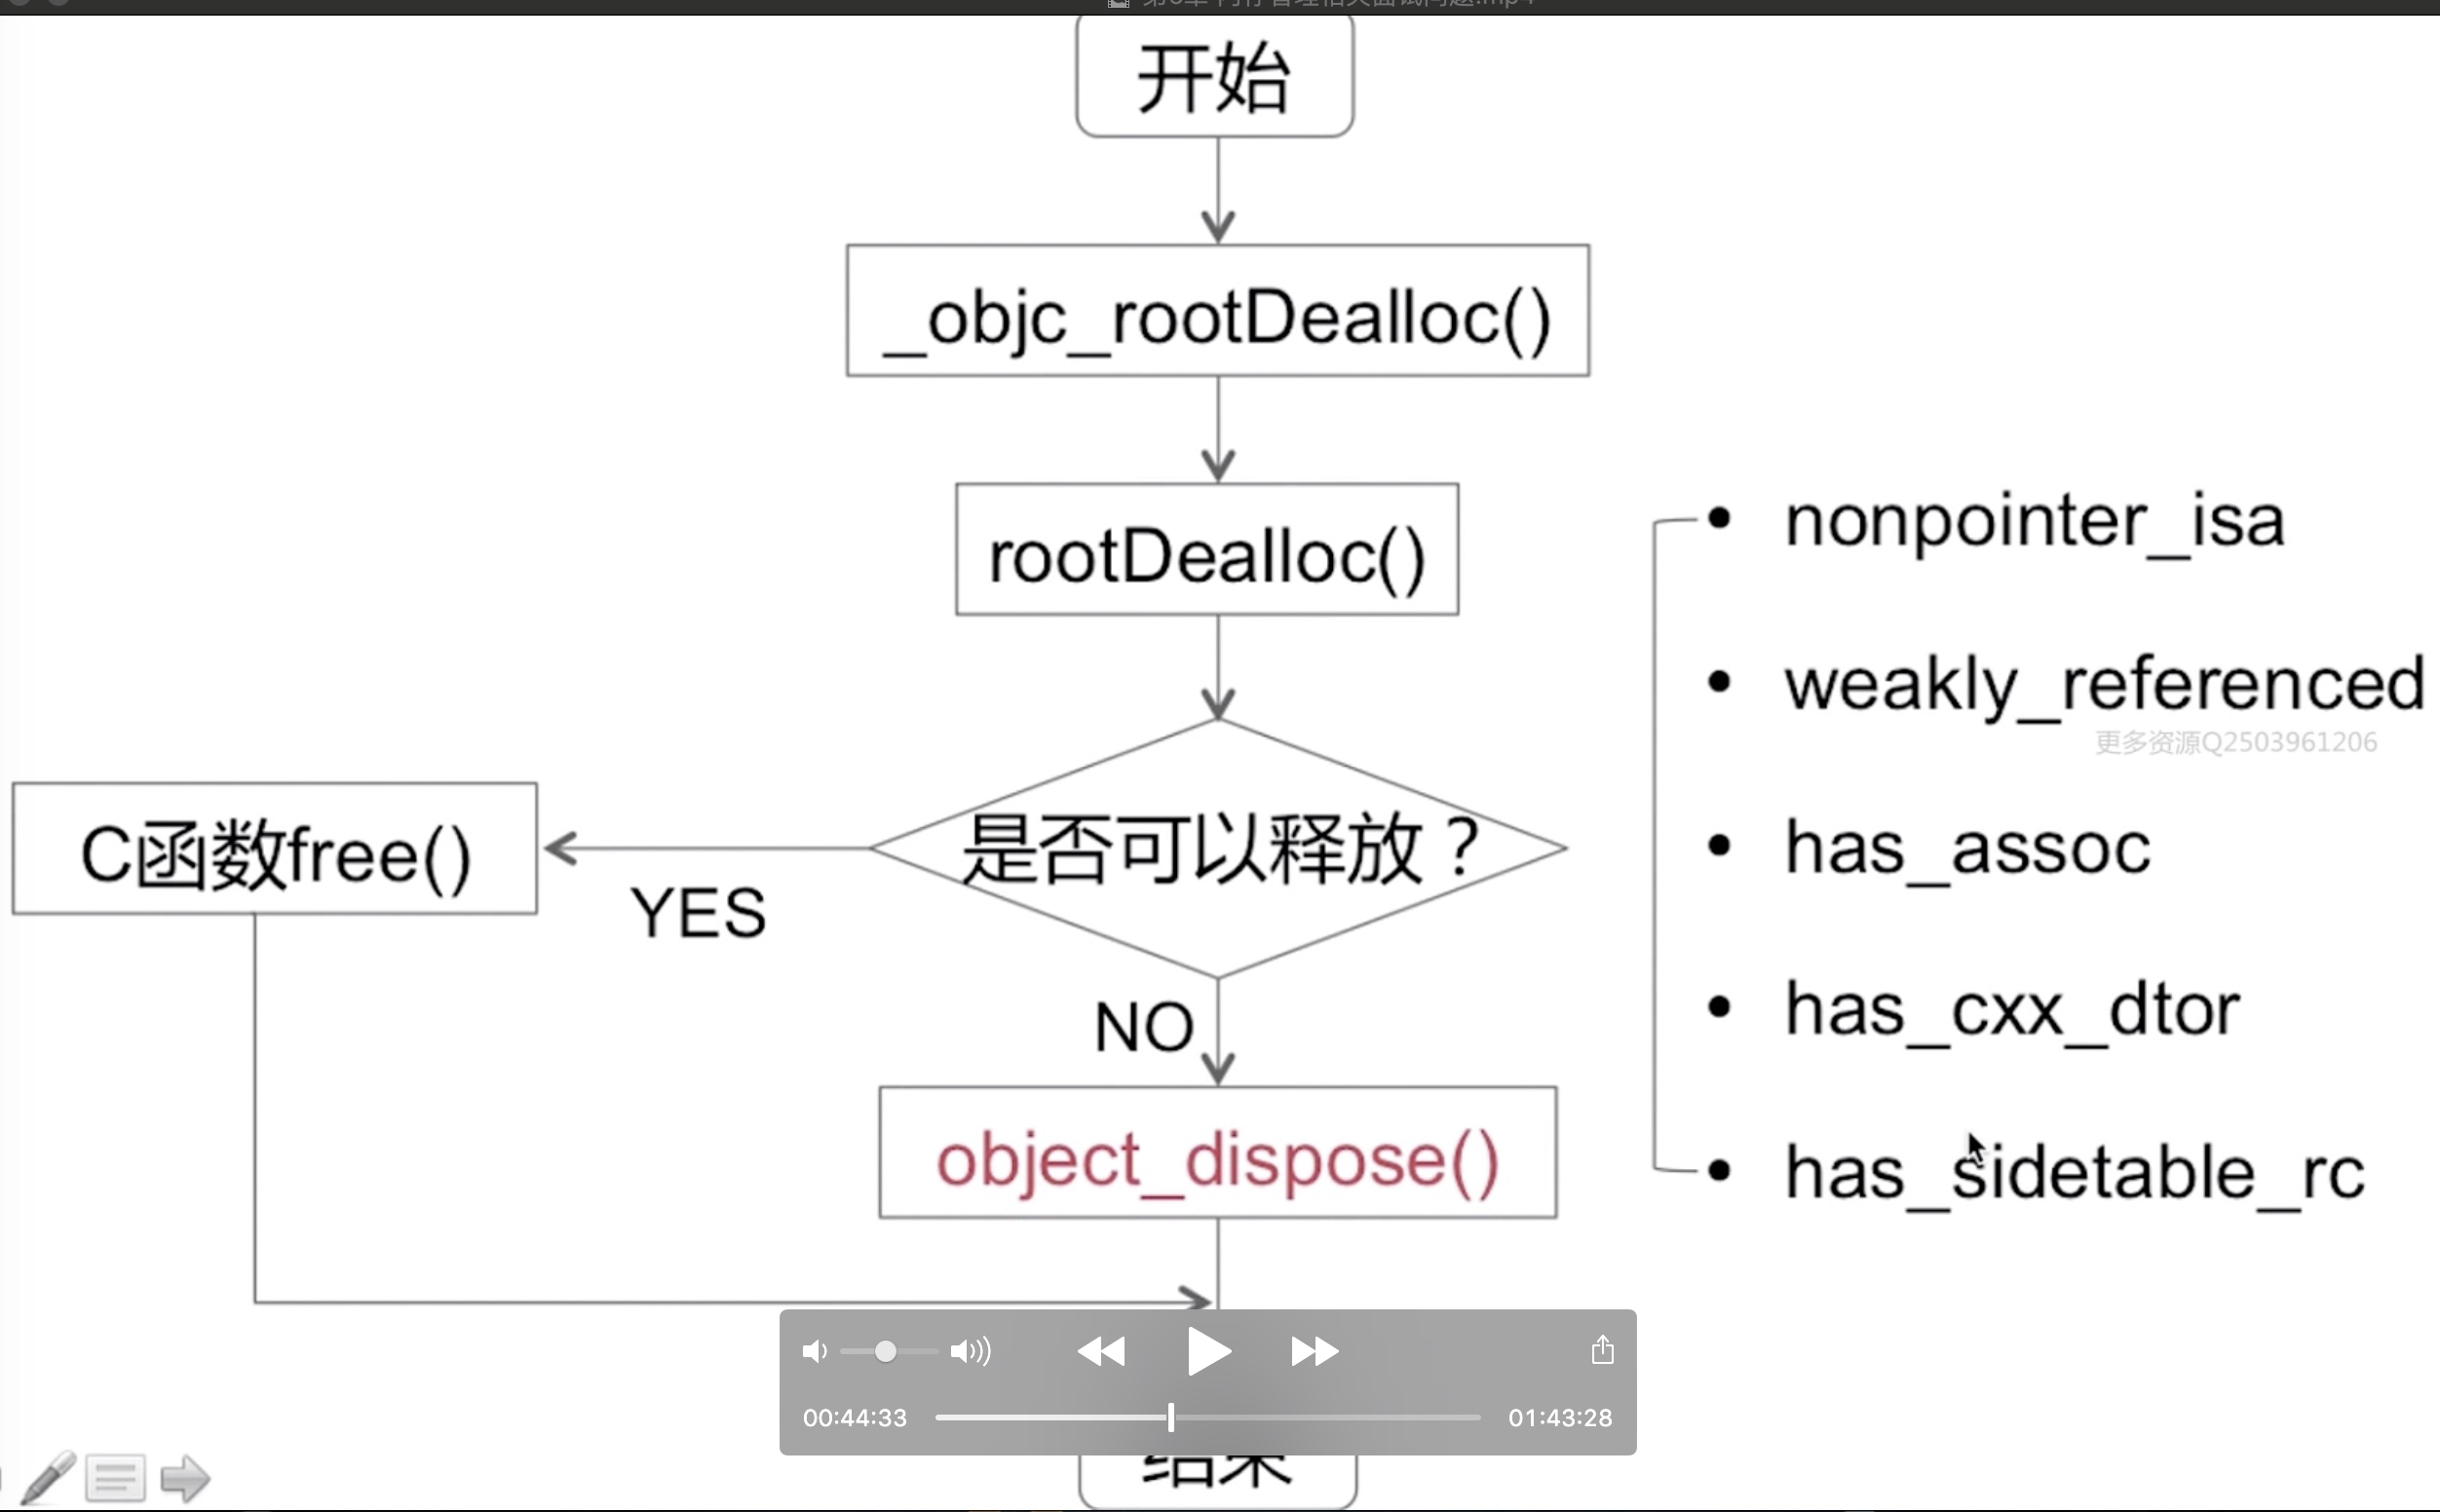 开始
_objc_rootDealloc()
rootDealloc()
是否可以释放？
YES
C函数free()
NO
object_dispose()
• nonpointer_isa
• weakly_referenced
更多资源Q2503961206
• has_assoc
• has_cxx_dtor
• has_sidetable_rc
00:44:33
01:43:28
结束